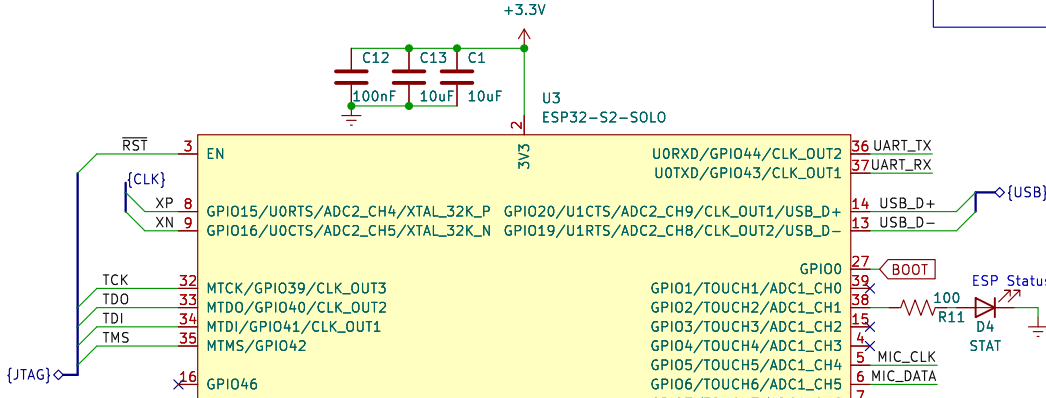 +3.3V
C12
C13
C1
100nF
10uF
10uF
U3
ESP32-S2-SOLO
2
3V3
RST
3
EN
{CLK}
XP
8
GPIO15/U0RTS/ADC2_CH4/XTAL_32K_P
XN
9
GPIO16/U0CTS/ADC2_CH5/XTAL_32K_N
TCK
32
MTCK/GPIO39/CLK_OUT3
TDO
33
MTDO/GPIO40/CLK_OUT2
TDI
34
MTDI/GPIO41/CLK_OUT1
TMS
35
MTMS/GPIO42
{JTAG}
16
GPIO46
U0RXD/GPIO44/CLK_OUT2
36
UART_TX
U0TXD/GPIO43/CLK_OUT1
37
UART_RX
GPIO20/U1CTS/ADC2_CH9/CLK_OUT1/USB_D+
14
USB_D+
{USB}
GPIO19/U1RTS/ADC2_CH8/CLK_OUT2/USB_D-
13
USB_D-
GPIO0
27
BOOT
GPIO1/TOUCH1/ADC1_CH0
39
ESP Status
GPIO2/TOUCH2/ADC1_CH1
38
100
R11
D4
STAT
GPIO3/TOUCH3/ADC1_CH2
15
GPIO4/TOUCH4/ADC1_CH3
4
GPIO5/TOUCH5/ADC1_CH4
5
MIC_CLK
GPIO6/TOUCH6/ADC1_CH5
6
MIC_DATA